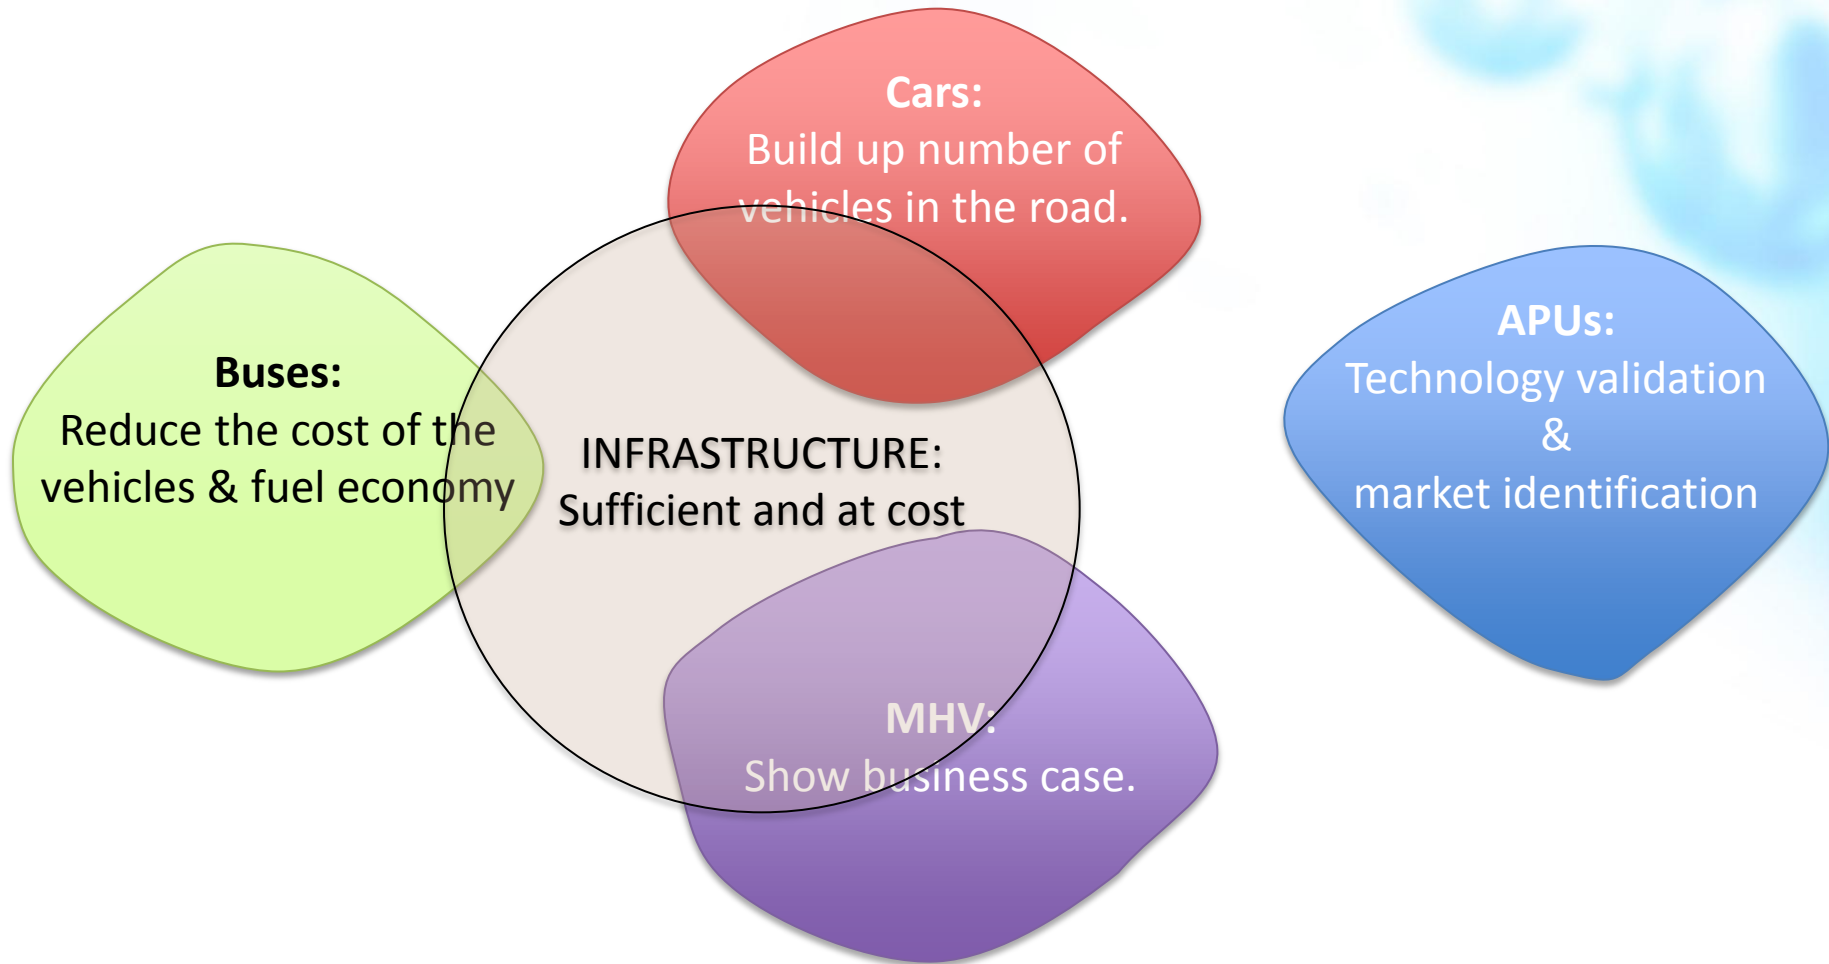 Cars:
Build up number of
vehicles in the road.
Buses:
Reduce the cost of the
vehicles & fuel economy
INFRASTRUCTURE:
Sufficient and at cost
APUs:
Technology validation
&
market identification
MHV:
Show business case.